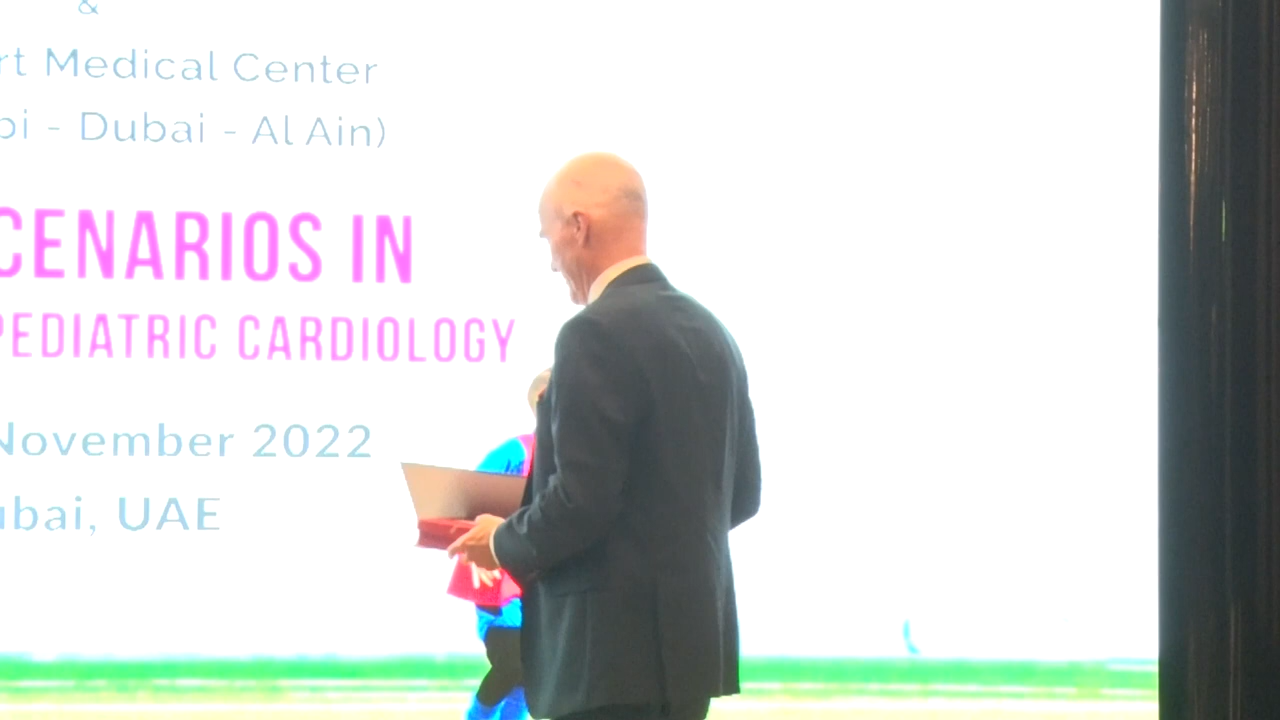 &
rt Medical Center
bi - Dubai - Al Ain)
CENARIOS IN
PEDIATRIC CARDIOLOGY
November 2022
ubai, UAE